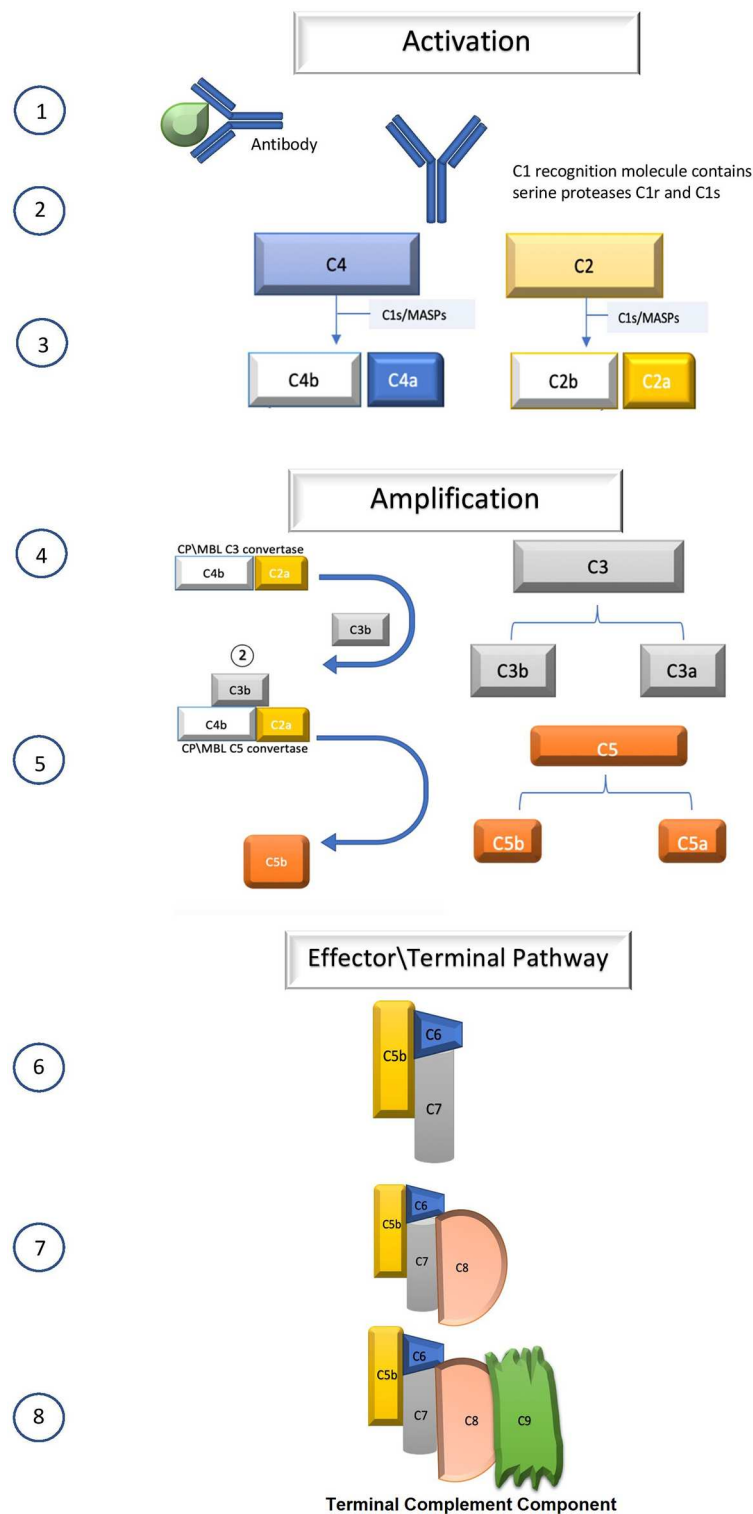 Activation
1
Antibody
C1 recognition molecule contains
serine proteases C1r and C1s
2
C4
C2
C1s/MASPs
C1s/MASPs
3
C4b
C4a
C2b
C2a
Amplification
4
CP\MBL C3 convertase
C4b
C2a
C3
C3b
2
C3b
C3b
C3a
C4b
C2a
CP\MBL C5 convertase
5
C5
C5b
C5b
C5a
Effector\Terminal Pathway
6
C5b
C6
C7
7
C5b
C6
C7
C8
8
C5b
C6
C7
C8
C9
Terminal Complement Component